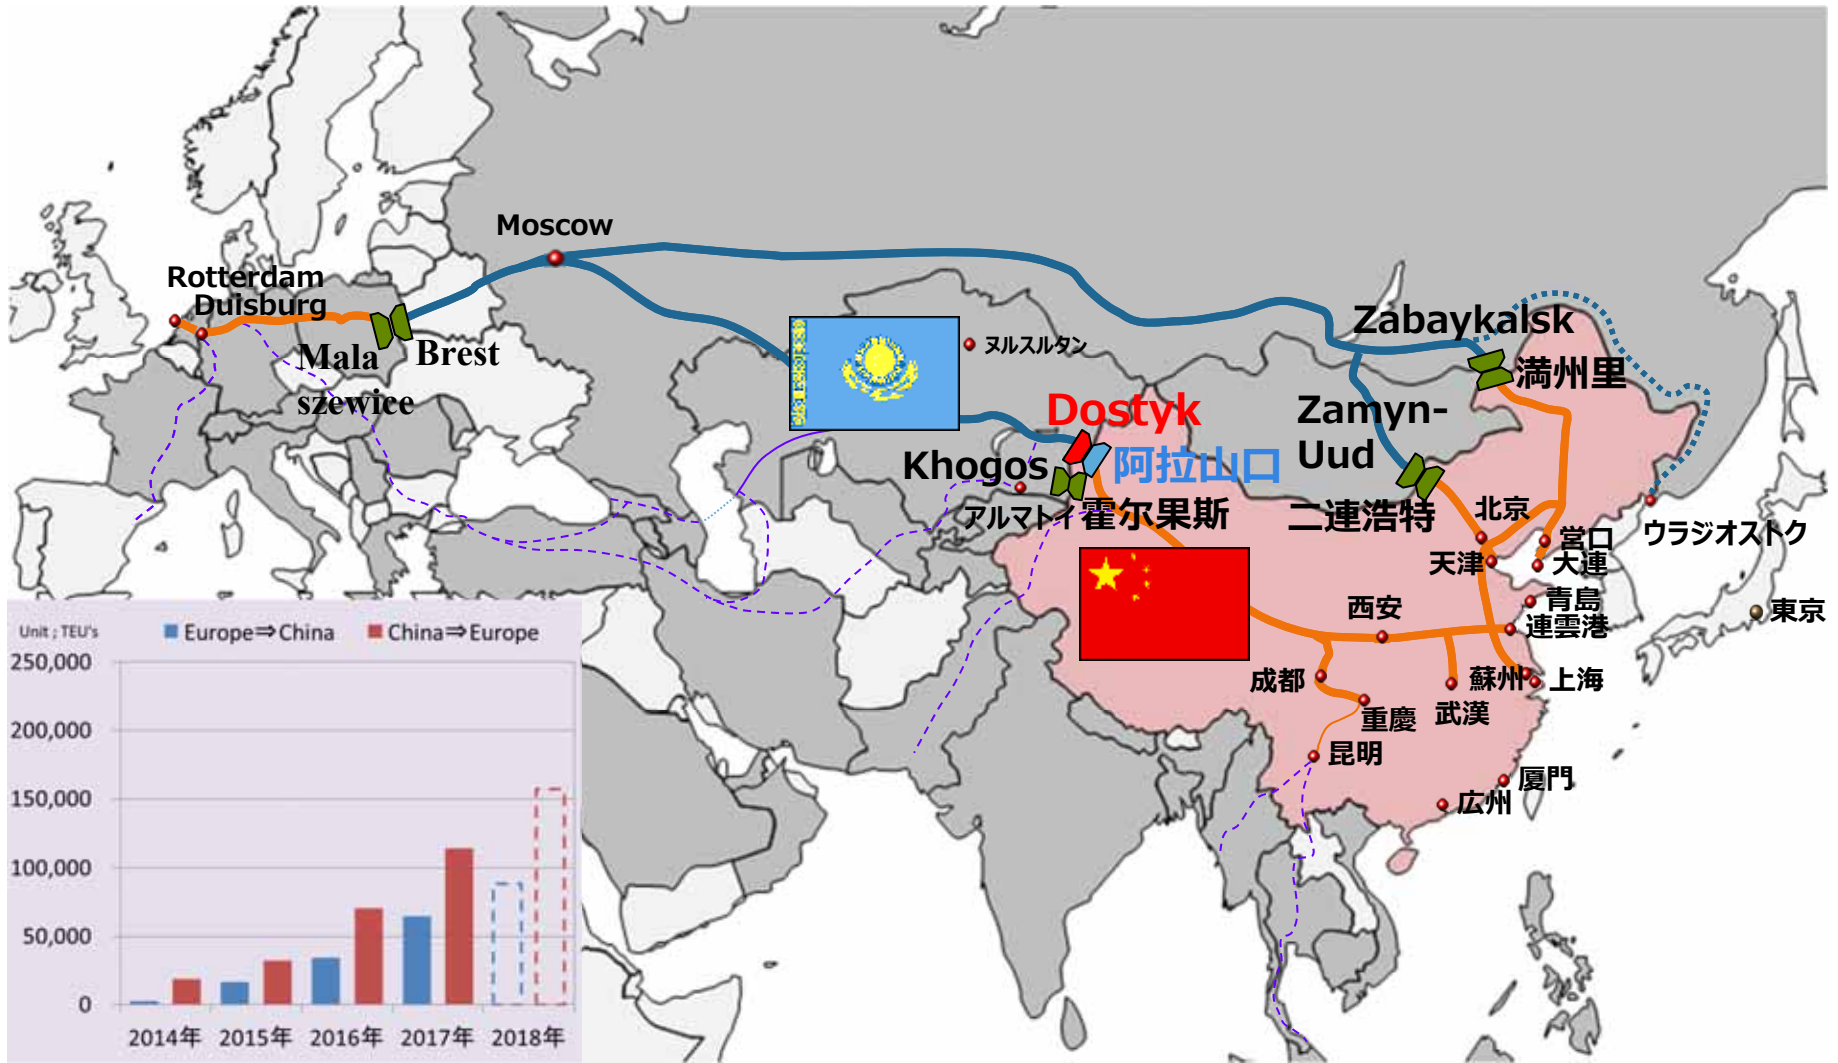 Moscow
Rotterdam
Duisburg
Mala
szewice
Brest
ヌルスルタン
Zabaykalsk
満州里
Dostyk
阿拉山口
Khogos
アルマトイ
霍尔果斯
Zamyn-
Uud
二連浩特
北京
天津
営口
大連
ウラジオストク
青島
連雲港
東京
西安
成都
重慶
武漢
蘇州
上海
昆明
厦門
広州
Unit ; TEU's
Europe⇒China
China⇒Europe
250,000
200,000
150,000
100,000
50,000
0
2014年
2015年
2016年
2017年
2018年